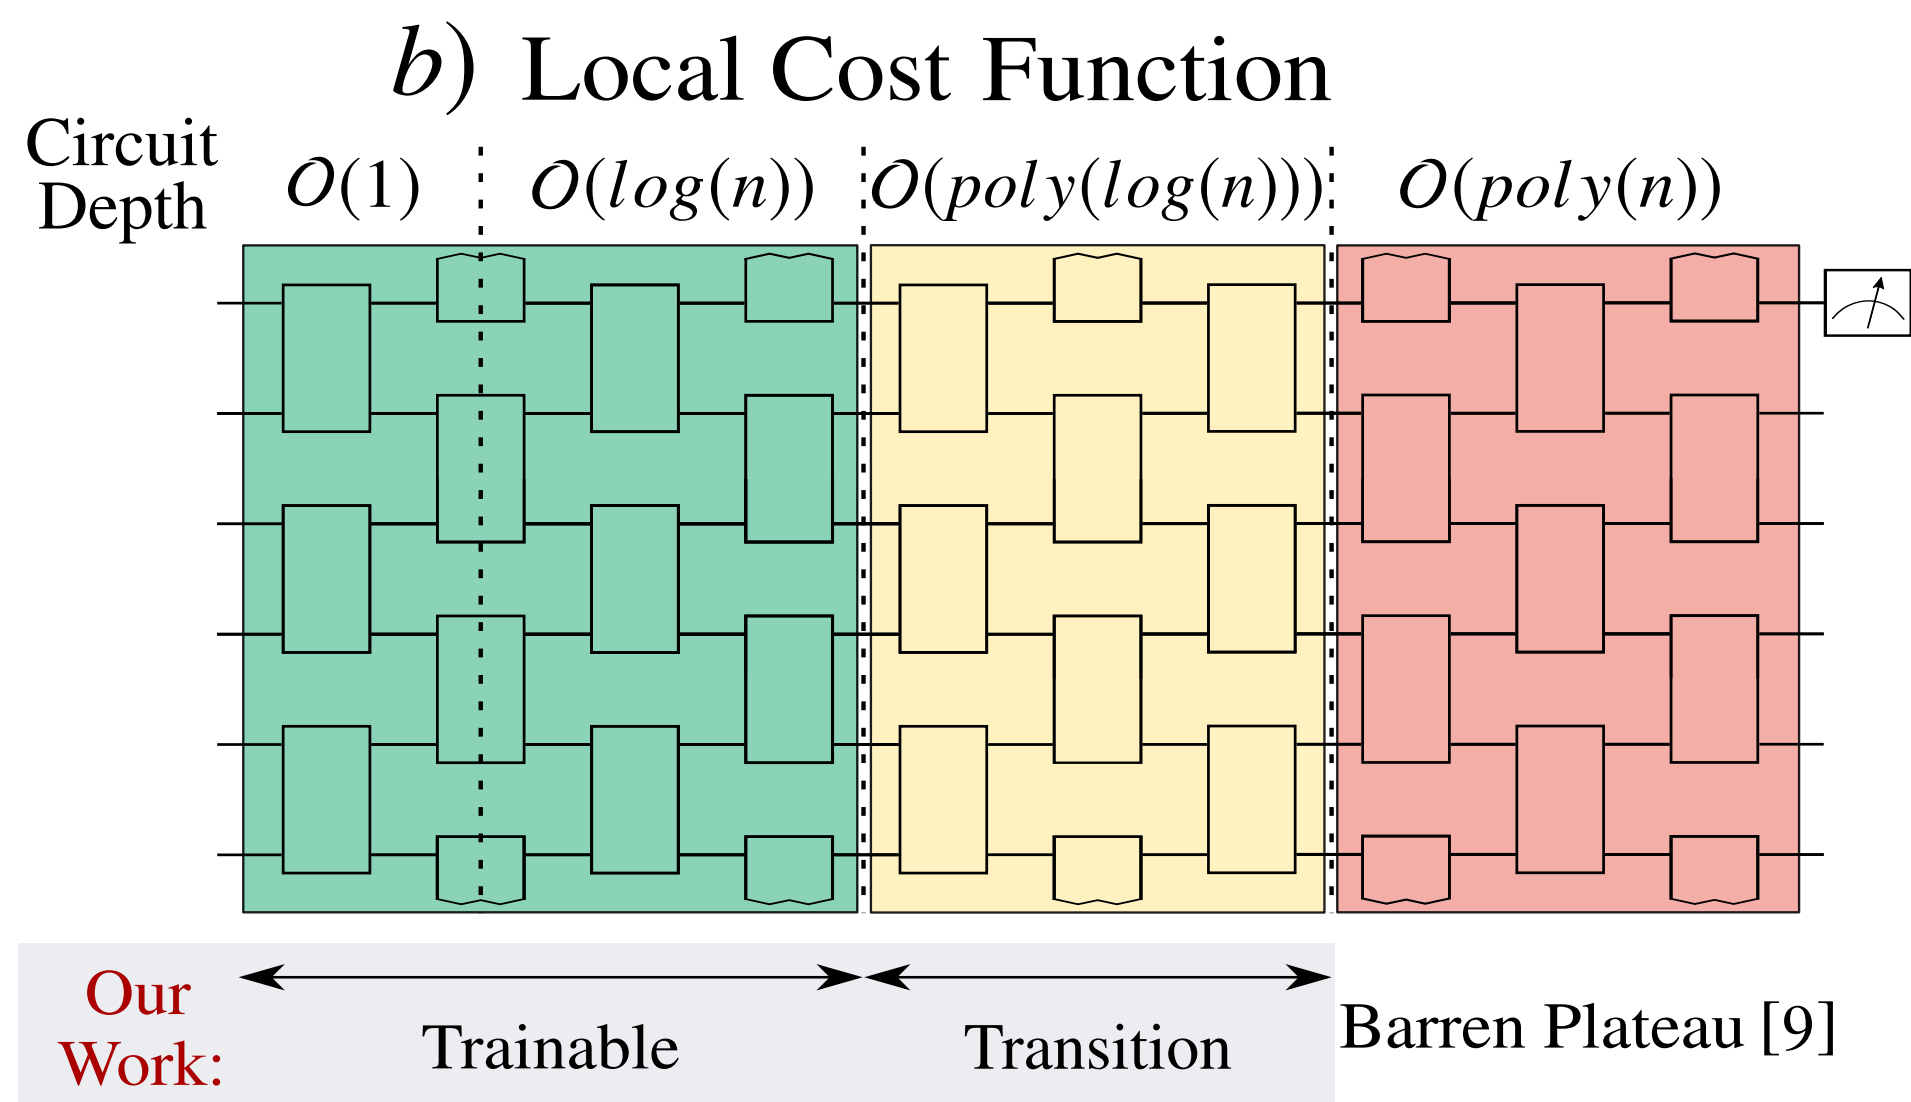 b) Local Cost Function
Circuit
Depth
𝒪(1) 𝒪(log(n)) 𝒪(poly(log(n))) 𝒪(poly(n))
Our
Work:
Trainable Transition Barren Plateau [9]